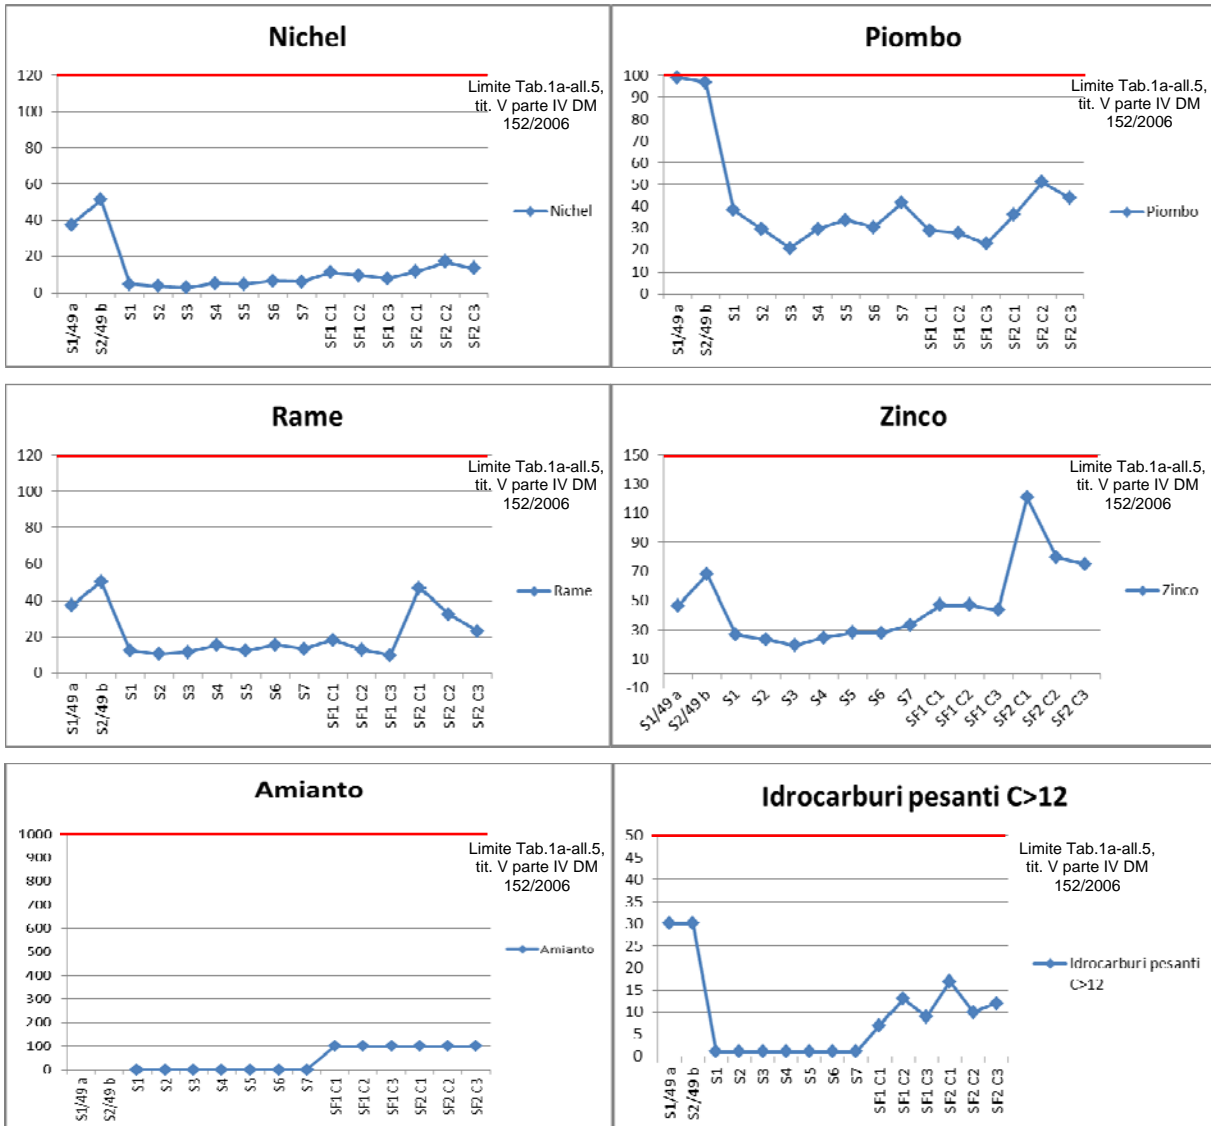 Nichel
120
100
80
60
40
20
0
Limite Tab.1a-all.5,
tit. V parte IV DM
152/2006
Nichel
S1/49 a
S2/49 b
S1
S2
S3
S4
S5
S6
S7
SF1 C1
SF1 C2
SF1 C3
SF2 C1
SF2 C2
SF2 C3
Piombo
100
90
80
70
60
50
40
30
20
10
0
Limite Tab.1a-all.5,
tit. V parte IV DM
152/2006
Piombo
S1/49 a
S2/49 b
S1
S2
S3
S4
S5
S6
S7
SF1 C1
SF1 C2
SF1 C3
SF2 C1
SF2 C2
SF2 C3
Rame
120
100
80
60
40
20
0
Limite Tab.1a-all.5,
tit. V parte IV DM
152/2006
Rame
S1/49 a
S2/49 b
S1
S2
S3
S4
S5
S6
S7
SF1 C1
SF1 C2
SF1 C3
SF2 C1
SF2 C2
SF2 C3
Zinco
150
130
110
90
70
50
30
10
-10
Limite Tab.1a-all.5,
tit. V parte IV DM
152/2006
Zinco
S1/49 a
S2/49 b
S1
S2
S3
S4
S5
S6
S7
SF1 C1
SF1 C2
SF1 C3
SF2 C1
SF2 C2
SF2 C3
Amianto
1000
900
800
700
600
500
400
300
200
100
0
Limite Tab.1a-all.5,
tit. V parte IV DM
152/2006
Amianto
S1/49 a
S2/49 b
S1
S2
S3
S4
S5
S6
S7
SF1 C1
SF1 C2
SF1 C3
SF2 C1
SF2 C2
SF2 C3
Idrocarburi pesanti C>12
50
45
40
35
30
25
20
15
10
5
0
Limite Tab.1a-all.5,
tit. V parte IV DM
152/2006
Idrocarburi pesanti
C>12
S1/49 a
S2/49 b
S1
S2
S3
S4
S5
S6
S7
SF1 C1
SF1 C2
SF1 C3
SF2 C1
SF2 C2
SF2 C3